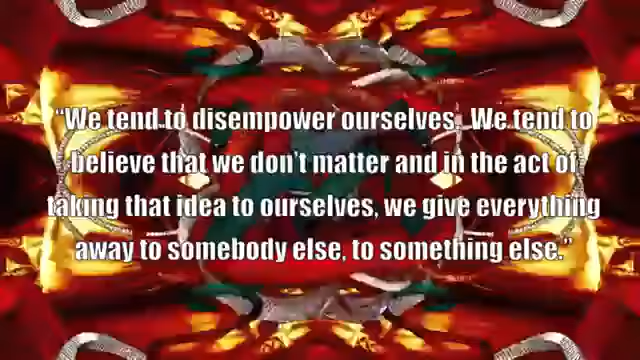 “We tend to disempower ourselves.  We tend to
believe that we don’t matter and in the act of
taking that idea to ourselves, we give everything
away to somebody else, to something else.”